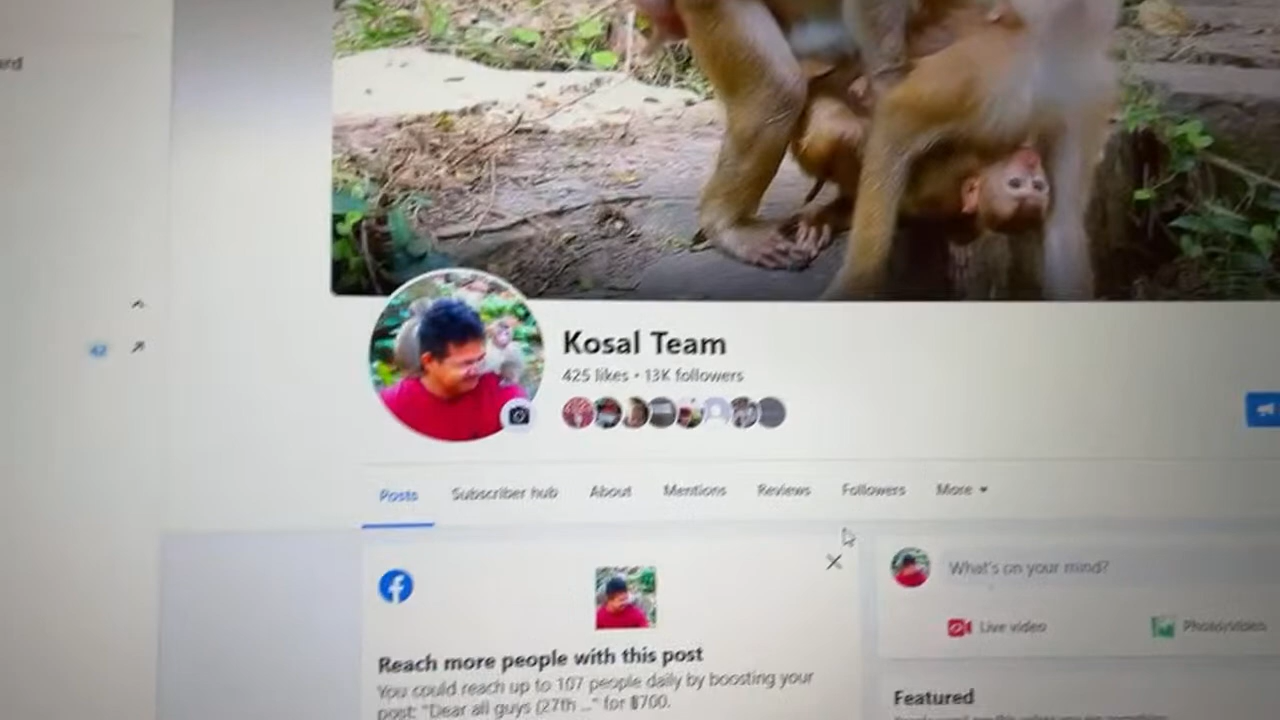 Kosal Team
425 likes • 13K followers
Posts
Subscriber hub
About
Mentions
Reviews
Followers
More
What's on your mind?
Live video
Photo/video
Reach more people with this post
You could reach up to 107 people daily by boosting your
post: "Dear all guys (27th ..." for ฿700.
Featured